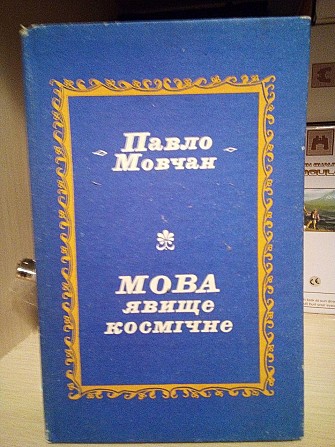 Павло
Мовчан
МОВА
явище
космічне